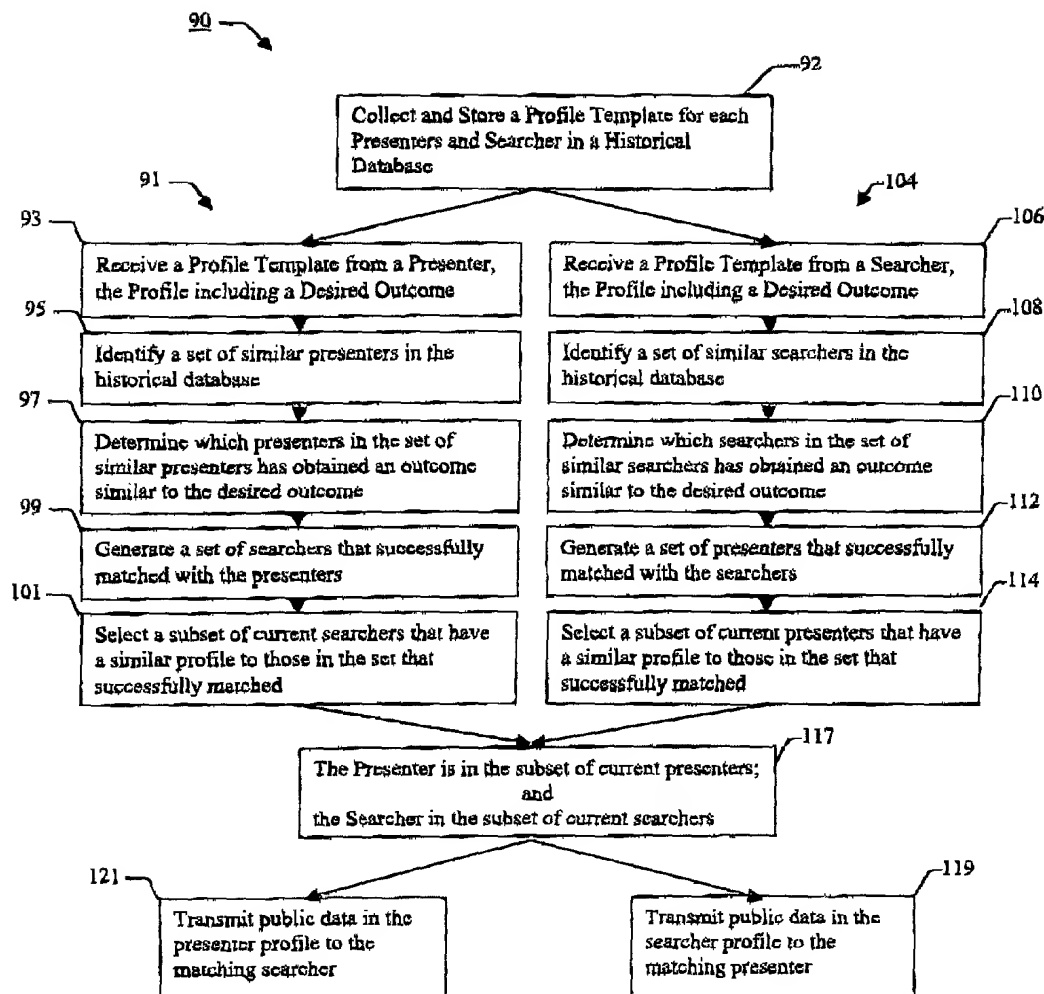 90
92
Collect and Store a Profile Template for each
Presenters and Searcher in a Historical
Database
91
104
93
Receive a Profile Template from a Presenter,
the Profile including a Desired Outcome
106
Receive a Profile Template from a Searcher,
the Profile including a Desired Outcome
95
Identify a set of similar presenters in the
historical database
108
Identify a set of similar searchers in the
historical database
97
Determine which presenters in the set of
similar presenters has obtained an outcome
similar to the desired outcome
110
Determine which searchers in the set of
similar searchers has obtained an outcome
similar to the desired outcome
99
Generate a set of searchers that successfully
matched with the presenters
112
Generate a set of presenters that successfully
matched with the searchers
101
Select a subset of current searchers that have
a similar profile to those in the set that
successfully matched
114
Select a subset of current presenters that have
a similar profile to those in the set that
successfully matched
117
The Presenter is in the subset of current presenters;
and
the Searcher in the subset of current searchers
121
Transmit public data in the
presenter profile to the
matching searcher
119
Transmit public data in the
searcher profile to the
matching presenter